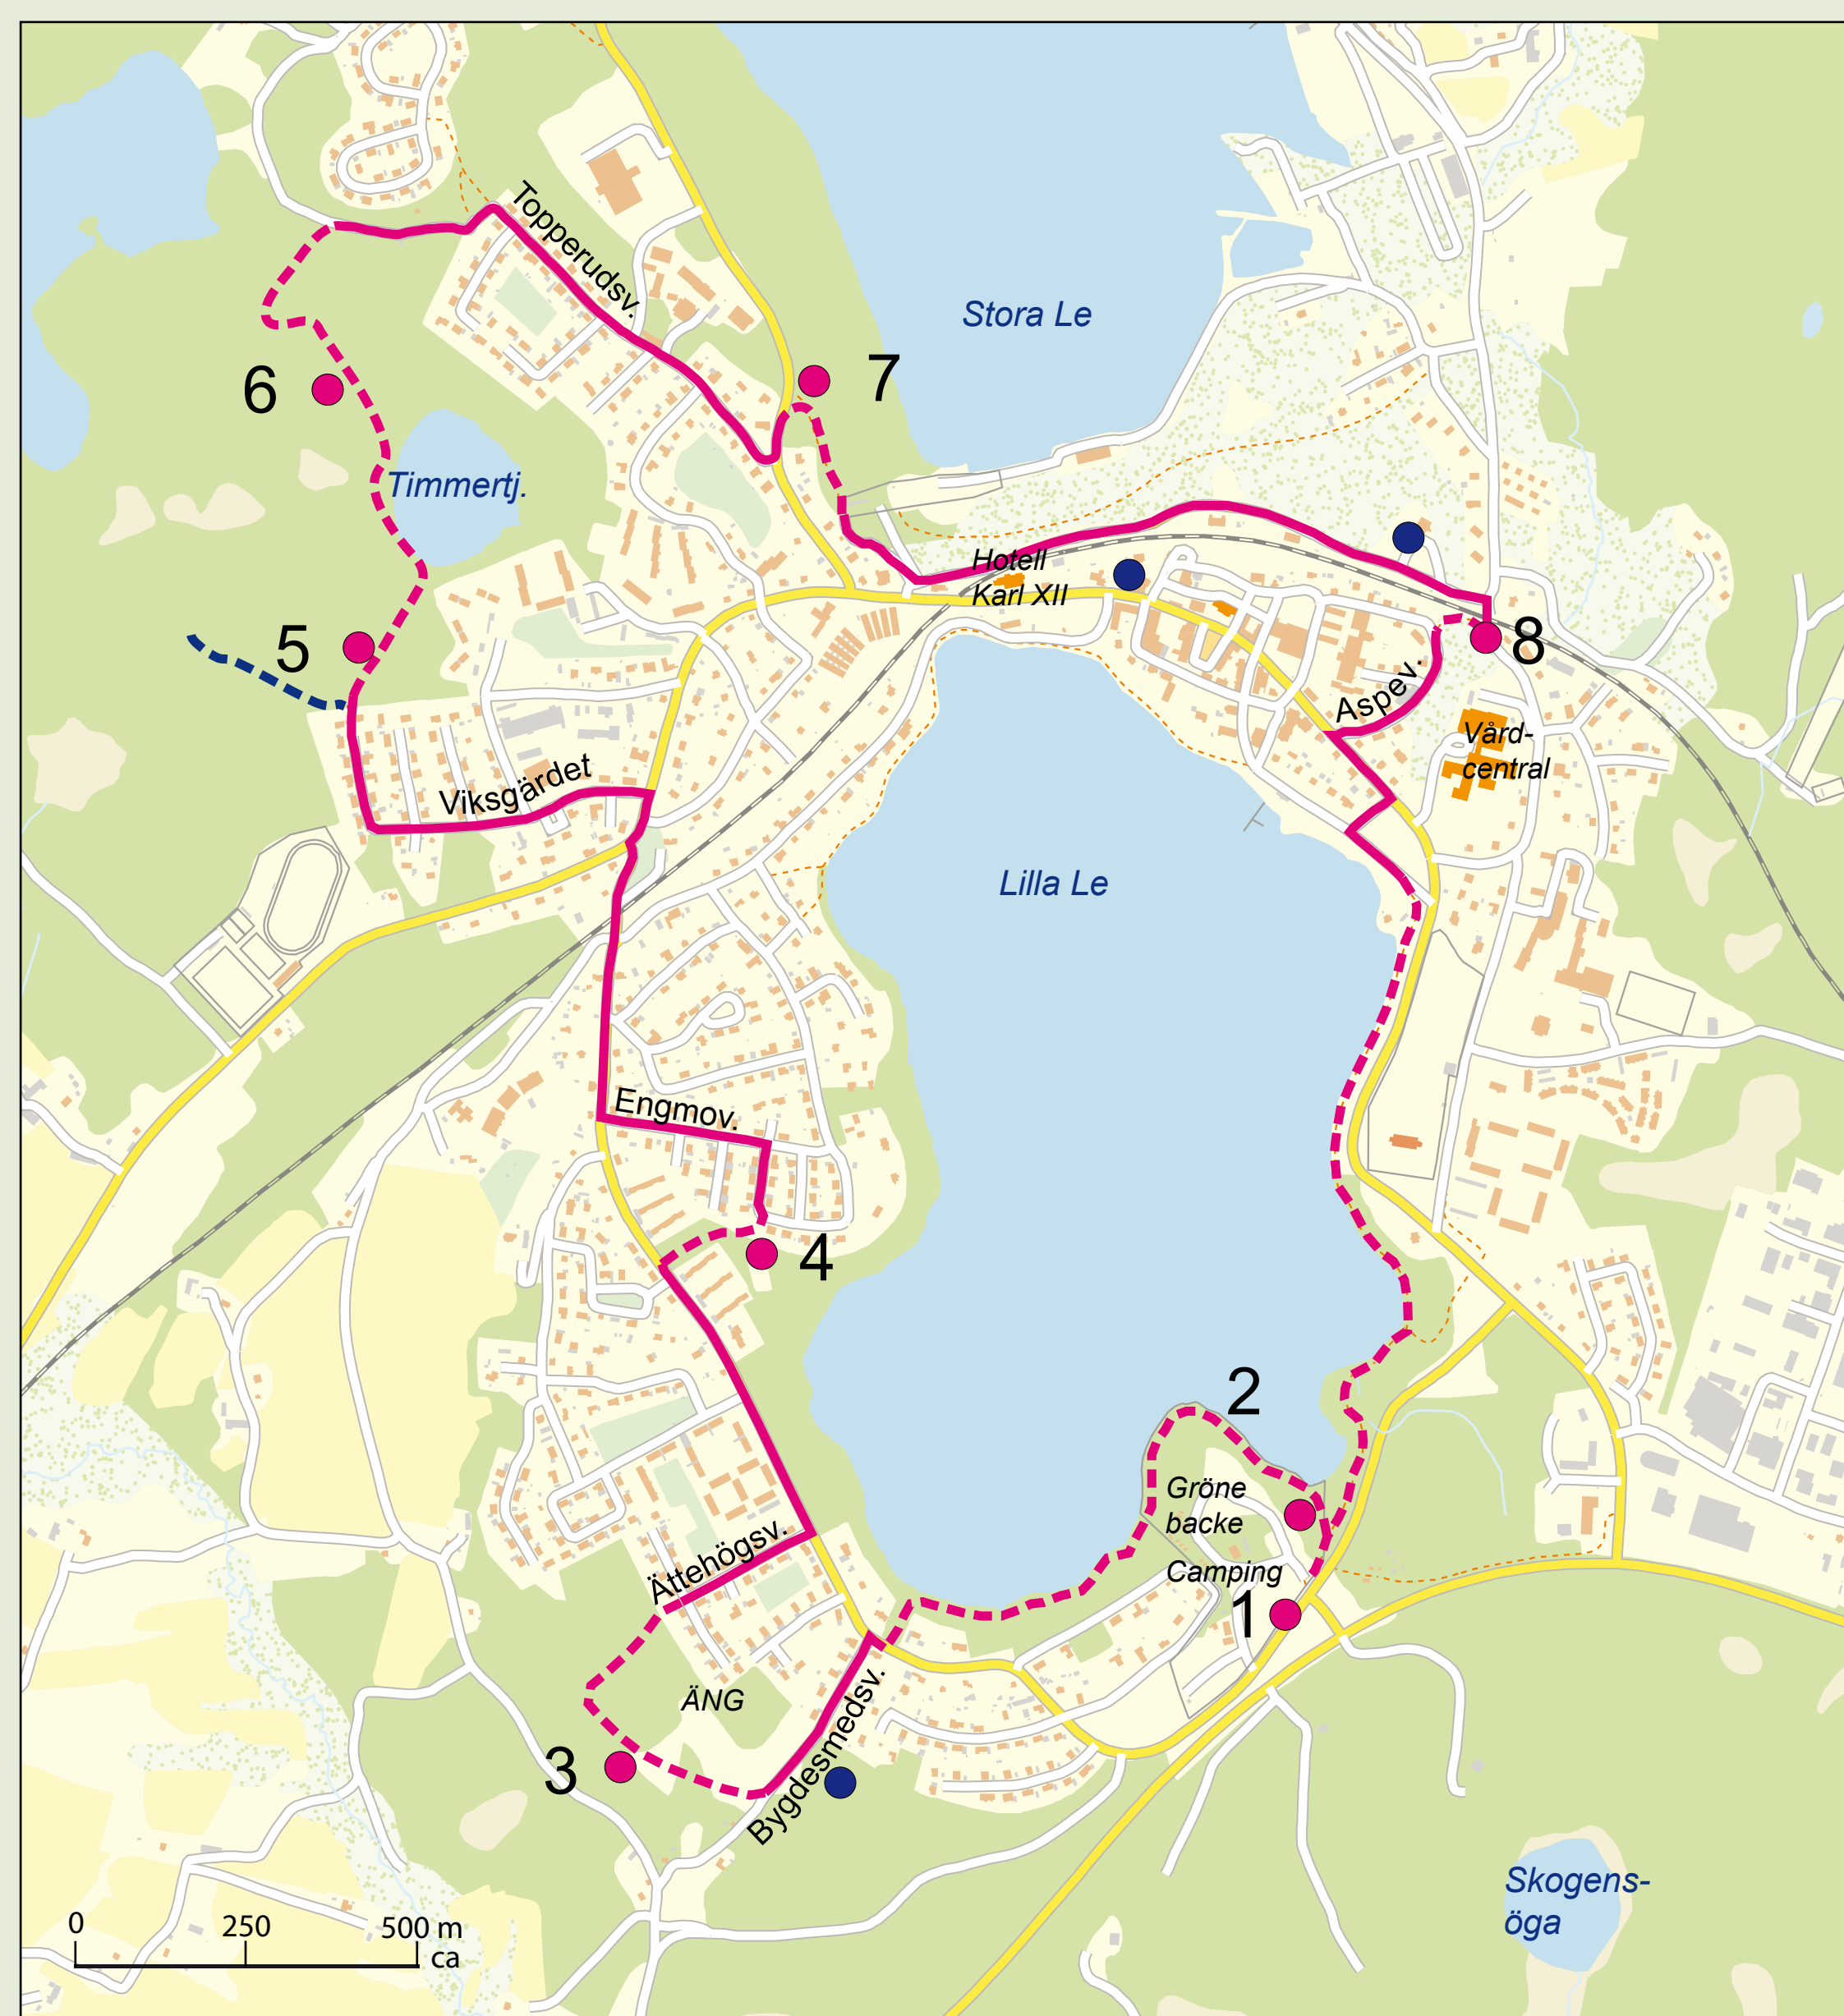 Topperudsv.
Stora Le
7
6
Timmertj.
Hotell
Karl XII
5
8
Aspev.
Vård-
central
Viksgärdet
Lilla Le
Engmov.
4
2
Gröne
backe
Ättehögsv.
Camping
1
ÄNG
Bygdesmedsv.
3
Skogens-
öga
0 250 500 m
ca